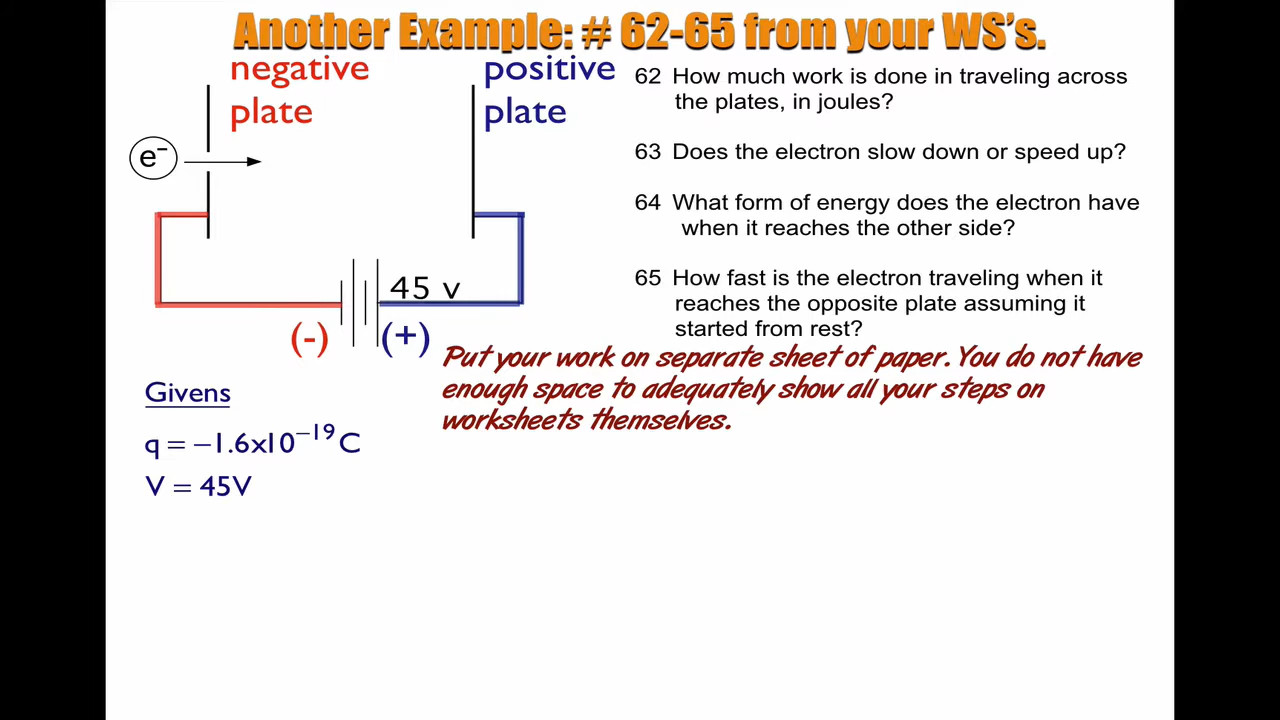 Another Example: # 62-65 from your WS's.
negative
plate
positive
plate
e⁻
45 v
(-)
(+)
62 How much work is done in traveling across
the plates, in joules?
63 Does the electron slow down or speed up?
64 What form of energy does the electron have
when it reaches the other side?
65 How fast is the electron traveling when it
reaches the opposite plate assuming it
started from rest?
Put your work on separate sheet of paper. You do not have
enough space to adequately show all your steps on
worksheets themselves.
Givens
q = −1.6x10⁻¹⁹ C
V = 45V